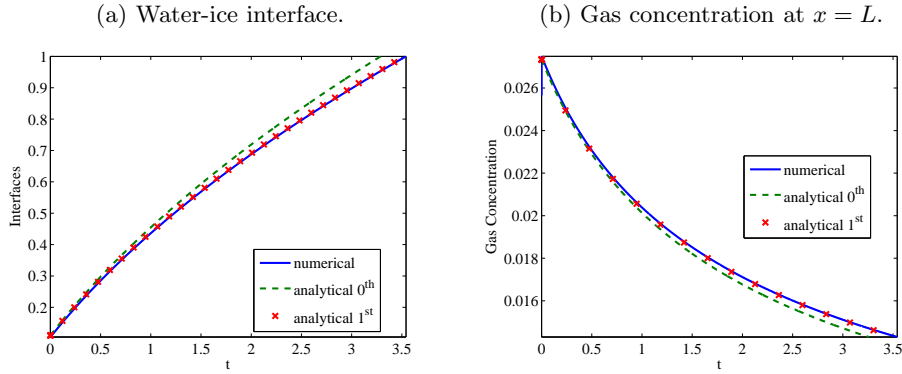 (a) Water-ice interface.
1
0.9
0.8
0.7
0.6
0.5
0.4
0.3
0.2
Interfaces
0
0.5
1
1.5
2
2.5
3
3.5
t
numerical
analytical 0th
analytical 1st
(b) Gas concentration at x = L.
0.026
0.024
0.022
0.02
0.018
0.016
Gas Concentration
0
0.5
1
1.5
2
2.5
3
3.5
t
numerical
analytical 0th
analytical 1st